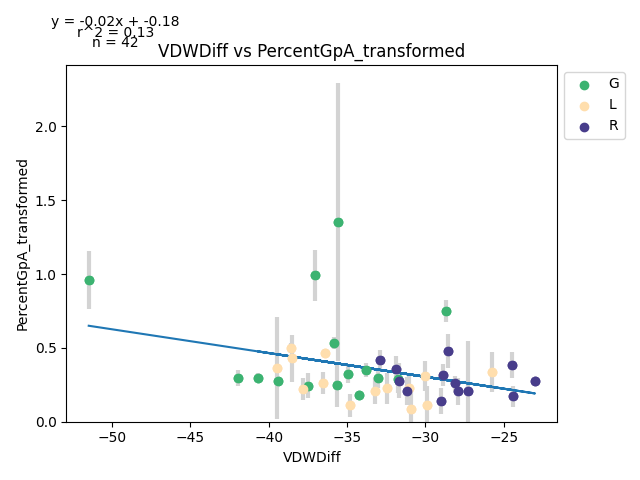 y = -0.02x + -0.18
r^2 = 0.13
n = 42
VDWDiff vs PercentGpA_transformed
G
L
R
PercentGpA_transformed
2.0
1.5
1.0
0.5
0.0
−50
−45
−40
−35
−30
−25
VDWDiff